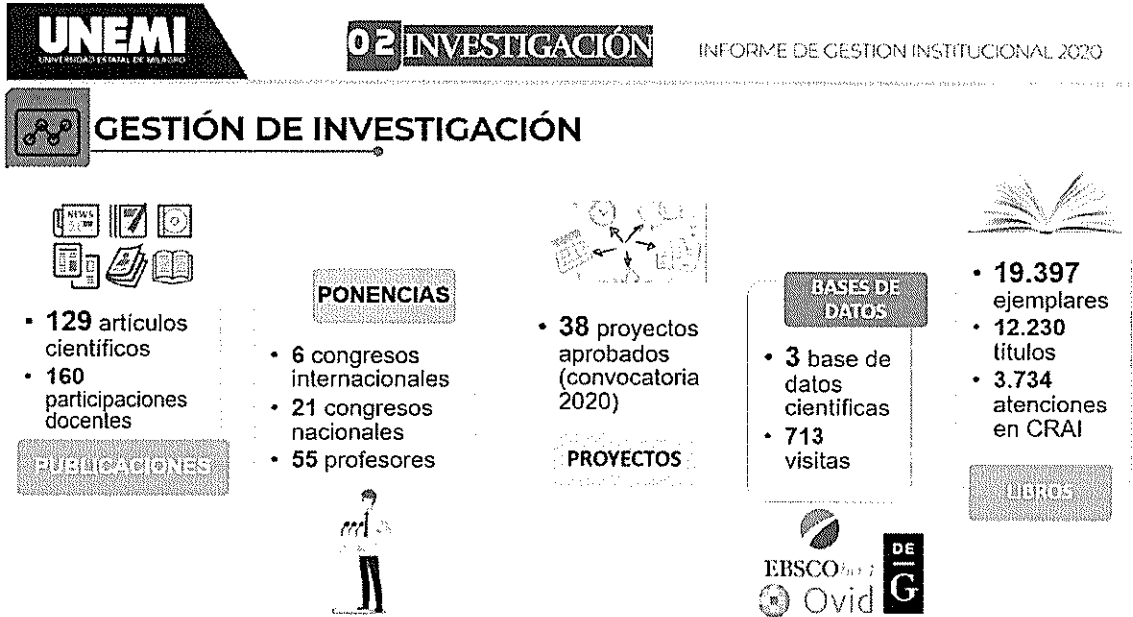 UNEMI
UNIVERSIDAD ESTATAL DE MILAGRO
02 INVESTIGACIÓN
INFORME DE GESTION INSTITUCIONAL 2020
GESTIÓN DE INVESTIGACIÓN
NEWS
• 129 artículos
científicos
• 160
participaciones
docentes
PUBLICACIONES
PONENCIAS
• 6 congresos
internacionales
• 21 congresos
nacionales
• 55 profesores
• 38 proyectos
aprobados
(convocatoria
2020)
PROYECTOS
BASES DE
DATOS
• 3 base de
datos
científicas
• 713
visitas
EBSCO
Ovid
DE
G
• 19.397
ejemplares
• 12.230
títulos
• 3.734
atenciones
en CRAI
LIBROS